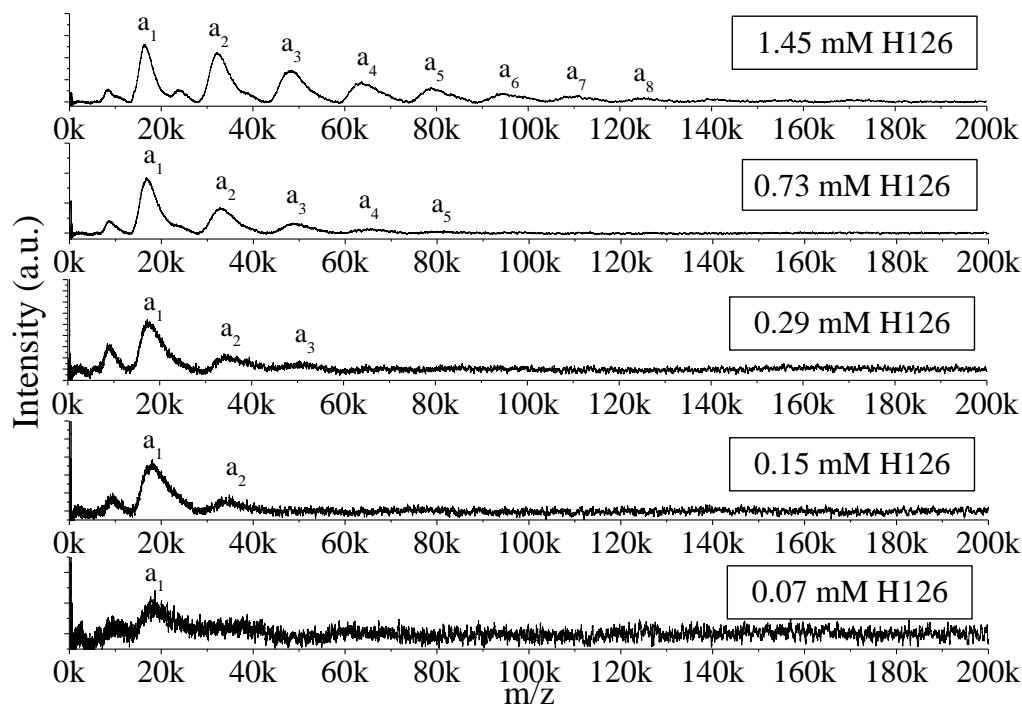 a₁ a₂ a₃ a₄ a₅ a₆ a₇ a₈
1.45 mM H126
0k 20k 40k 60k 80k 100k 120k 140k 160k 180k 200k
a₁ a₂ a₃ a₄ a₅
0.73 mM H126
0k 20k 40k 60k 80k 100k 120k 140k 160k 180k 200k
a₁ a₂ a₃
0.29 mM H126
0k 20k 40k 60k 80k 100k 120k 140k 160k 180k 200k
a₁ a₂
0.15 mM H126
0k 20k 40k 60k 80k 100k 120k 140k 160k 180k 200k
a₁
0.07 mM H126
0k 20k 40k 60k 80k 100k 120k 140k 160k 180k 200k
m/z
Intensity (a.u.)